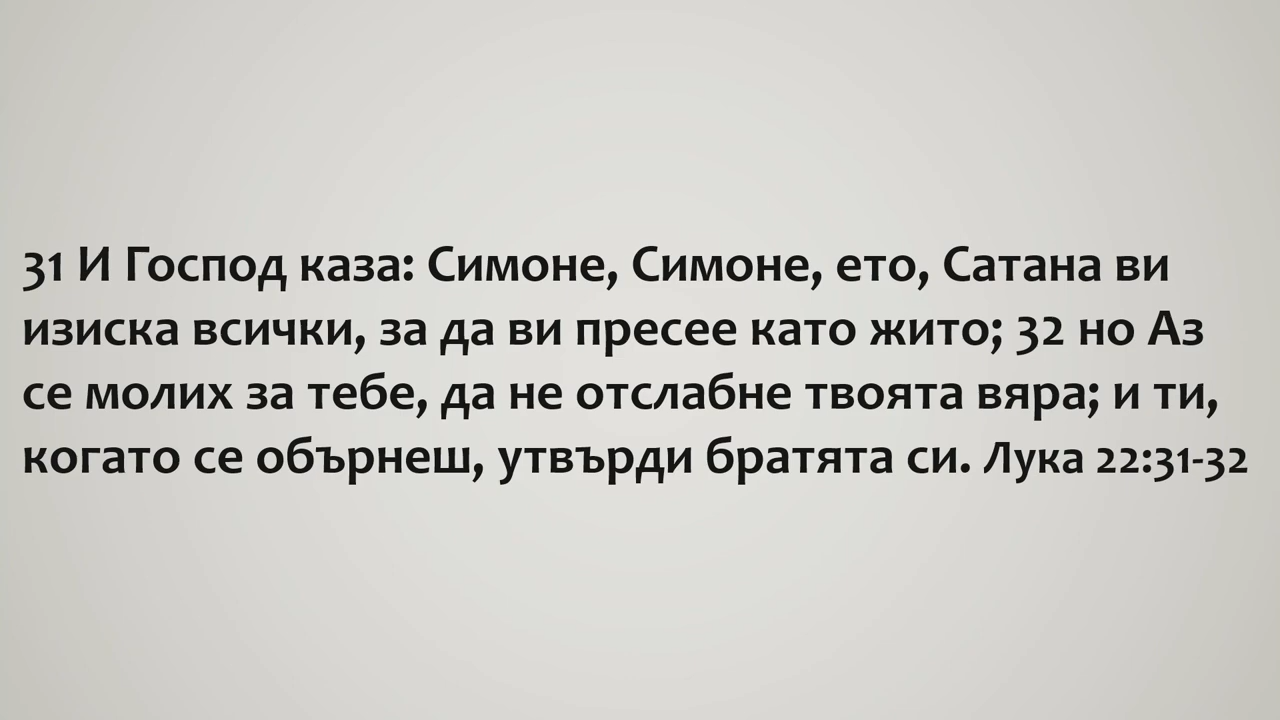 31 И Господ каза: Симоне, Симоне, ето, Сатана ви
изиска всички, за да ви пресее като жито; 32 но Аз
се молих за тебе, да не отслабне твоята вяра; и ти,
когато се обърнеш, утвърди братята си. Лука 22:31-32